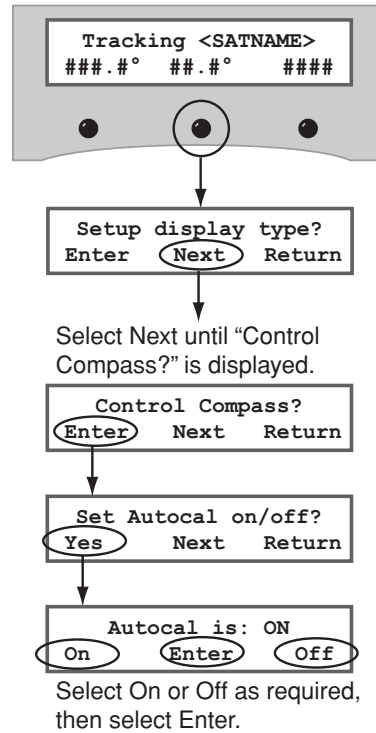 Tracking <SATNAME>
###.#° ##.#° ####
Setup display type?
Enter Next Return
Select Next until “Control
Compass?” is displayed.
Control Compass?
Enter Next Return
Set Autocal on/off?
Yes Next Return
Autocal is: ON
On Enter Off
Select On or Off as required,
then select Enter.